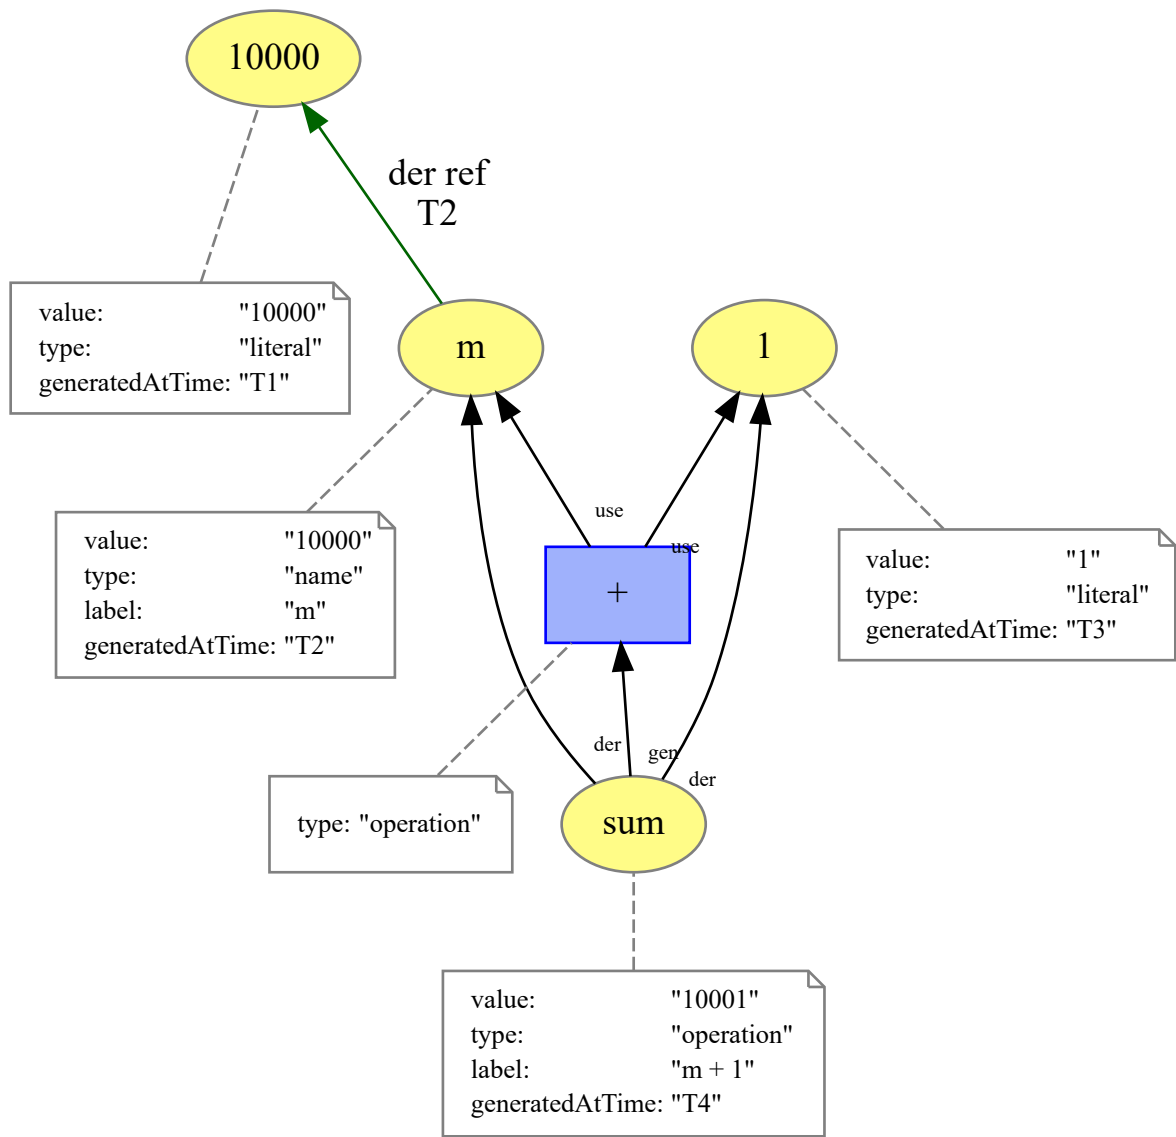 10000
der ref
T2
value: "10000"
type: "literal"
generatedAtTime: "T1"
m
1
use
use
value: "10000"
type: "name"
label: "m"
generatedAtTime: "T2"
+
value: "1"
type: "literal"
generatedAtTime: "T3"
der
gen
der
type: "operation"
sum
value: "10001"
type: "operation"
label: "m + 1"
generatedAtTime: "T4"